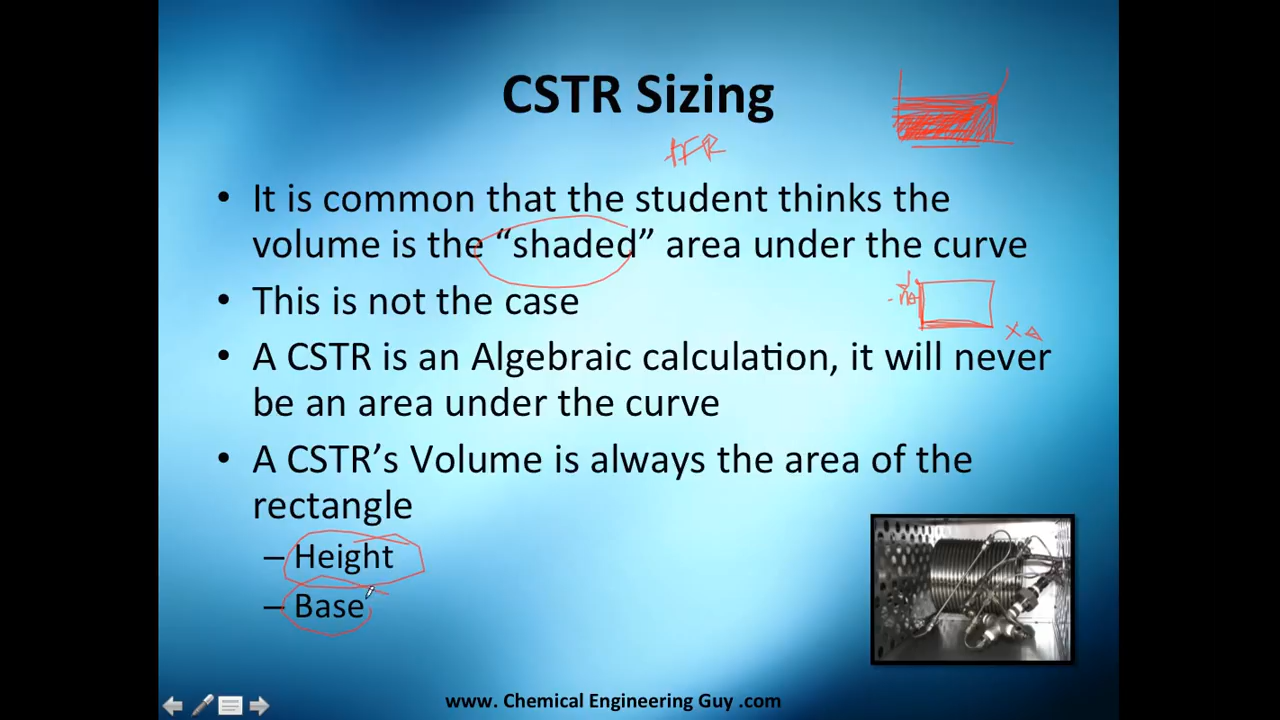 CSTR Sizing
PFR
• It is common that the student thinks the
volume is the “shaded” area under the curve
• This is not the case
• A CSTR is an Algebraic calculation, it will never
be an area under the curve
• A CSTR’s Volume is always the area of the
rectangle
– Height
– Base
www. Chemical Engineering Guy .com